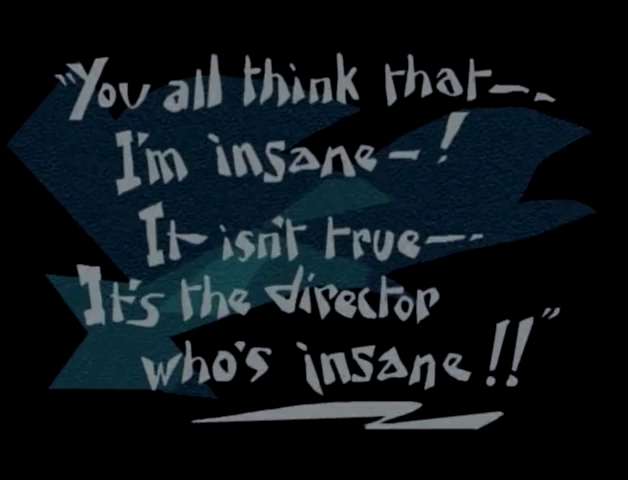 "You all think that—-
I'm insane—!
It isn't true—-
It's the director
who's insane!!"